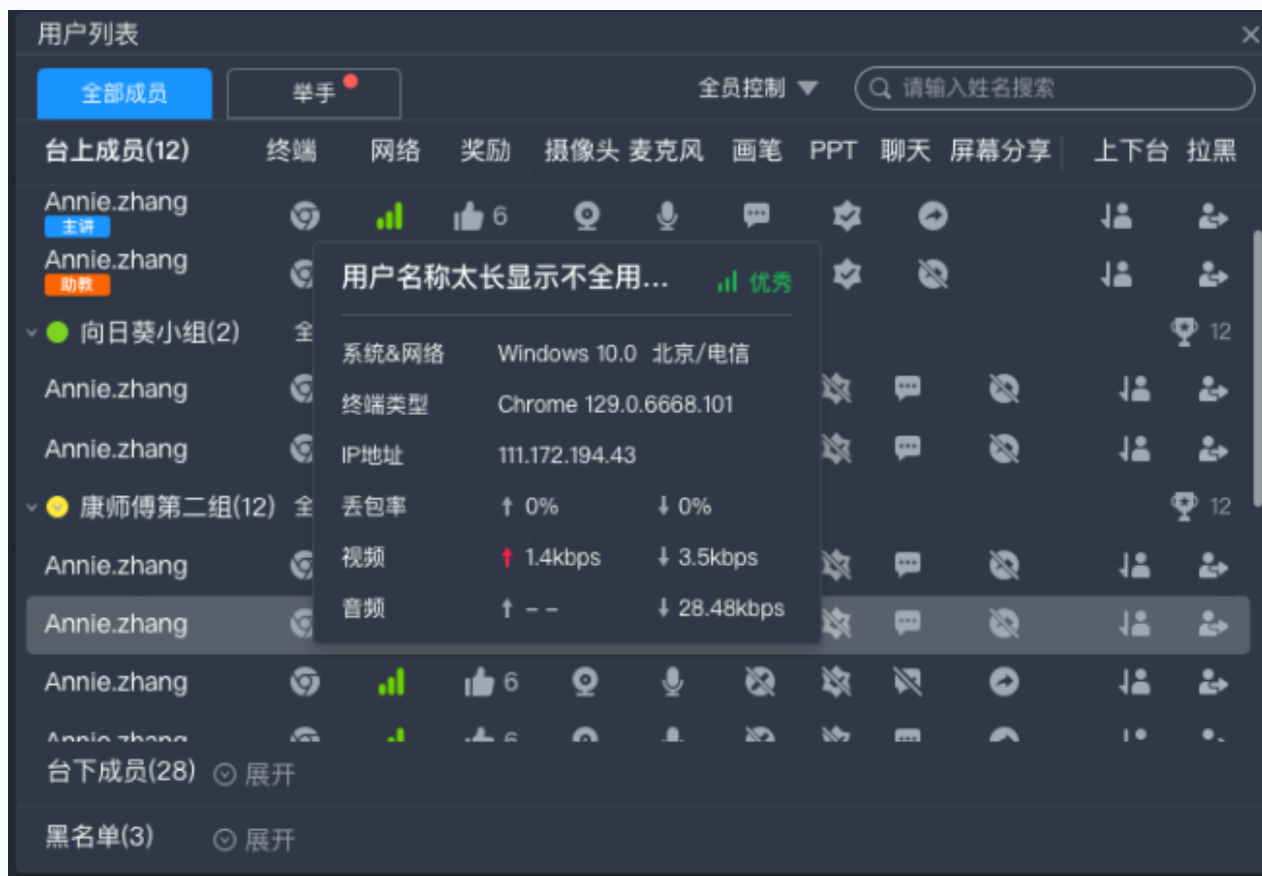 用户列表
全部成员 举手 全员控制 请输入姓名搜索
台上成员(12) 终端 网络 奖励 摄像头 麦克风 画笔 PPT 聊天 屏幕分享 上下台 拉黑
Annie.zhang 6
主讲
Annie.zhang
助教
用户名称太长显示不全用... 优秀
向日葵小组(2) 全 12
系统&网络 Windows 10.0 北京/电信
Annie.zhang
终端类型 Chrome 129.0.6668.101
Annie.zhang
IP地址 111.172.194.43
康师傅第二组(12) 全 12
丢包率 ↑ 0% ↓ 0%
Annie.zhang
视频 ↑ 1.4kbps ↓ 3.5kbps
Annie.zhang
音频 ↑ – – ↓ 28.48kbps
Annie.zhang 6
Annie.zhang 6
台下成员(28) 展开
黑名单(3) 展开